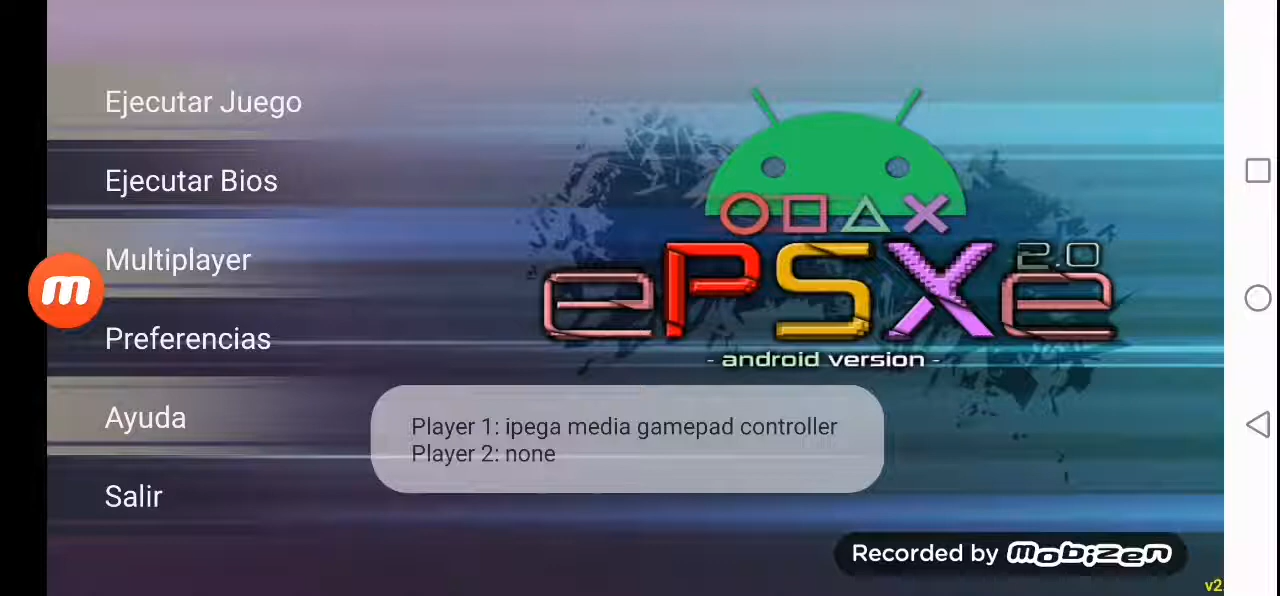 Ejecutar Juego
Ejecutar Bios
Multiplayer
Preferencias
Ayuda
Salir
ePSXe 2.0
- android version -
Player 1: ipega media gamepad controller
Player 2: none
Recorded by mobizen
v2